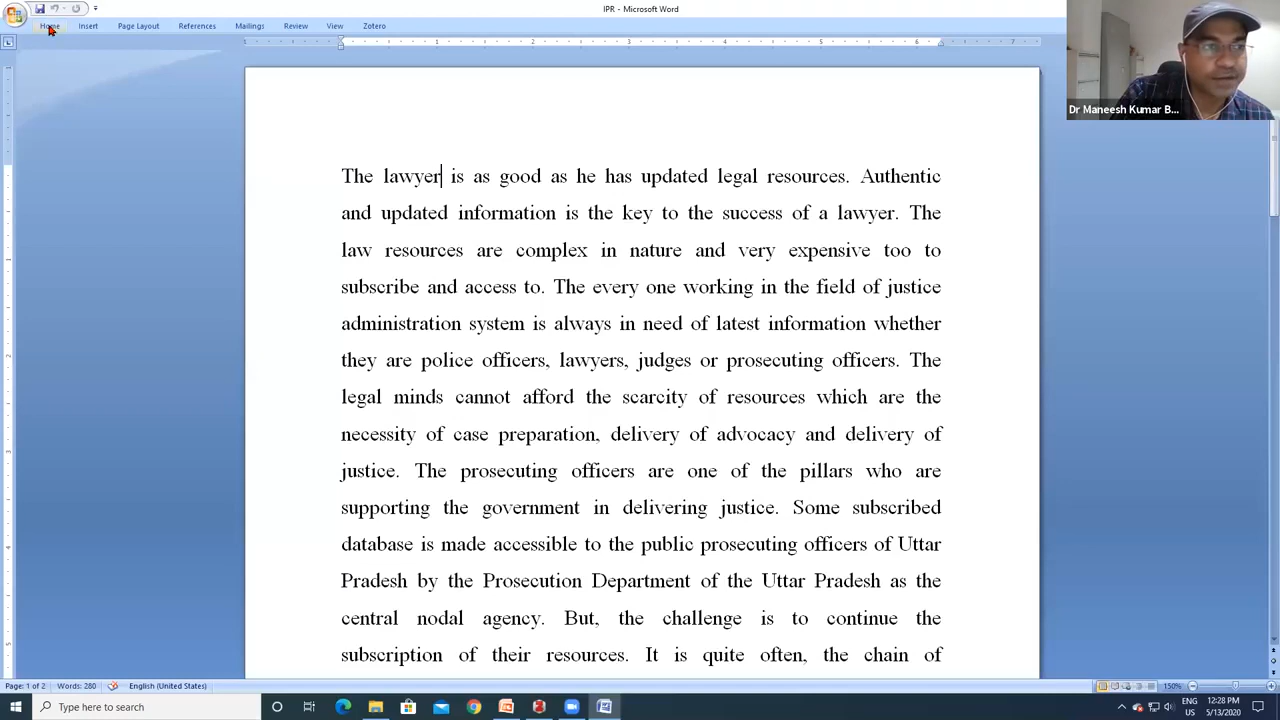 IPR - Microsoft Word
Home Insert Page Layout References Mailings Review View Zotero
1 1 2 3 4 5 6 7
Dr Maneesh Kumar B...
The lawyer is as good as he has updated legal resources. Authentic
and updated information is the key to the success of a lawyer. The
law resources are complex in nature and very expensive too to
subscribe and access to. The every one working in the field of justice
administration system is always in need of latest information whether
they are police officers, lawyers, judges or prosecuting officers. The
legal minds cannot afford the scarcity of resources which are the
necessity of case preparation, delivery of advocacy and delivery of
justice. The prosecuting officers are one of the pillars who are
supporting the government in delivering justice. Some subscribed
database is made accessible to the public prosecuting officers of Uttar
Pradesh by the Prosecution Department of the Uttar Pradesh as the
central nodal agency. But, the challenge is to continue the
subscription of their resources. It is quite often, the chain of
Page: 1 of 2 Words: 280 English (United States) 150%
Type here to search
ENG
US
12:28 PM
5/13/2020